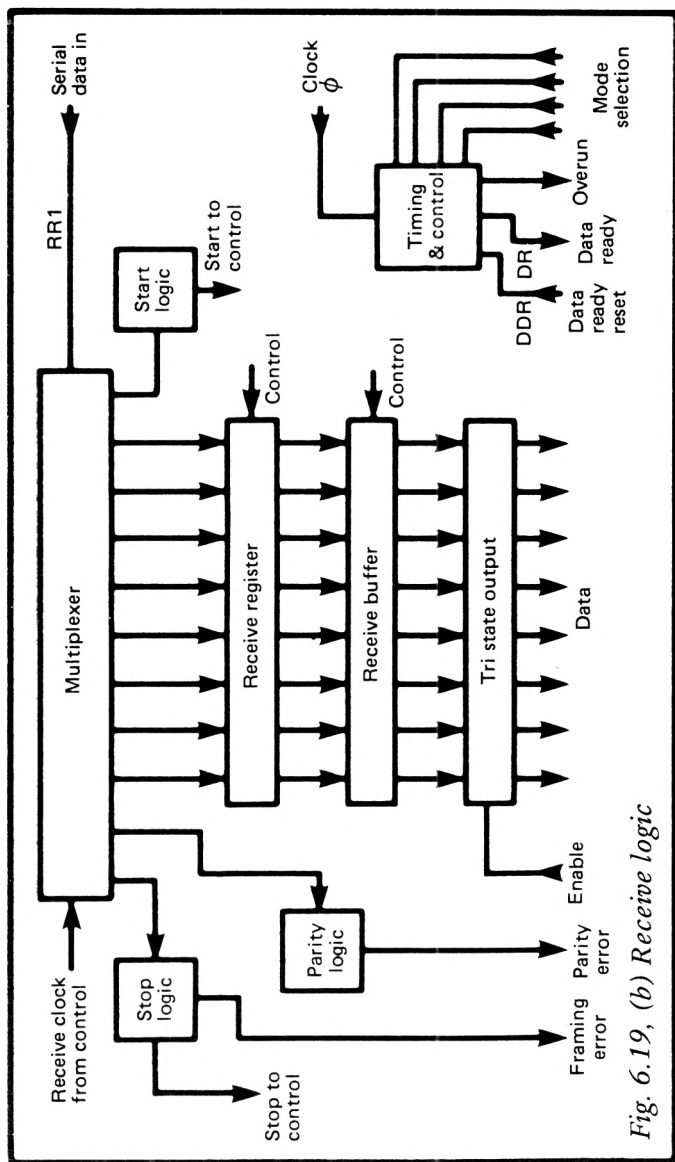 Receive clock
from control
Multiplexer
RR1
Serial
data in
Stop
logic
Stop to
control
Framing
error
Parity
logic
Parity
error
Start
logic
Start to
control
Receive register
Control
Receive buffer
Control
Tri state output
Enable
Data
Clock
ϕ
Timing
& control
DDR
DR
Data
ready
reset
Data
ready
Overun
Mode
selection
Fig. 6.19, (b) Receive logic